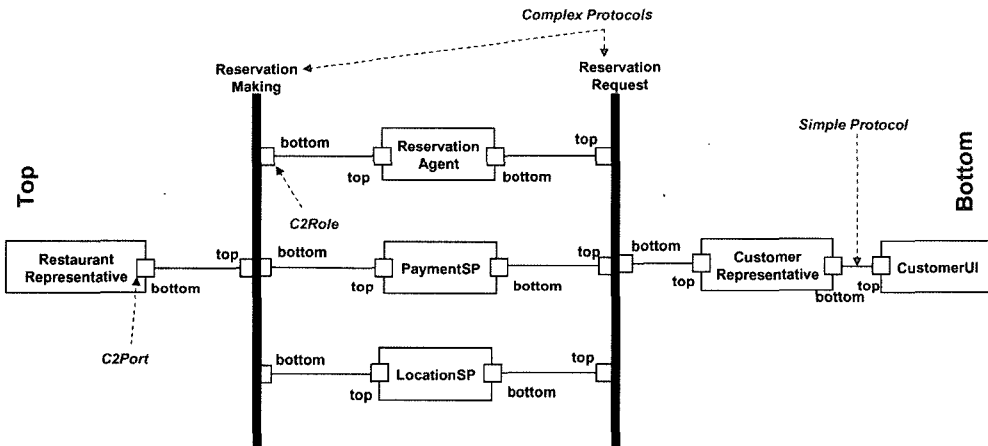 Complex Protocols
Reservation
Making
Reservation
Request
Simple Protocol
bottom
Reservation
Agent
top
top
bottom
C2Role
Top
Bottom
Restaurant
Representative
bottom
top
bottom
PaymentSP
top
bottom
top
bottom
Customer
Representative
top
bottom
CustomerUI
top
C2Port
bottom
LocationSP
top
top
bottom